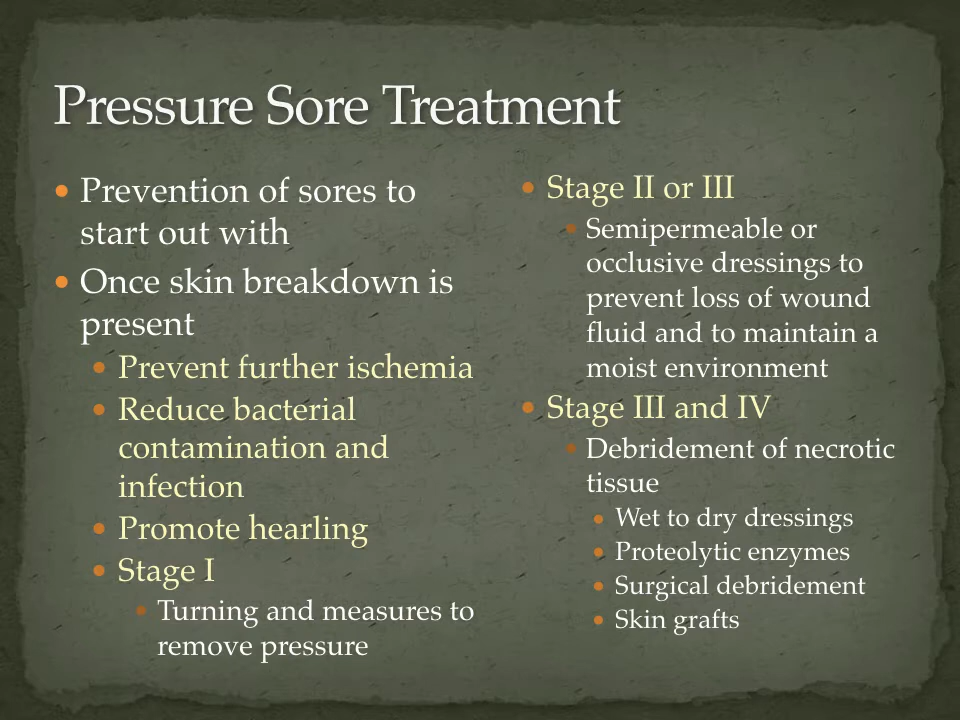 Pressure Sore Treatment
Prevention of sores to
start out with
Once skin breakdown is
present
Prevent further ischemia
Reduce bacterial
contamination and
infection
Promote hearling
Stage I
Turning and measures to
remove pressure
Stage II or III
Semipermeable or
occlusive dressings to
prevent loss of wound
fluid and to maintain a
moist environment
Stage III and IV
Debridement of necrotic
tissue
Wet to dry dressings
Proteolytic enzymes
Surgical debridement
Skin grafts